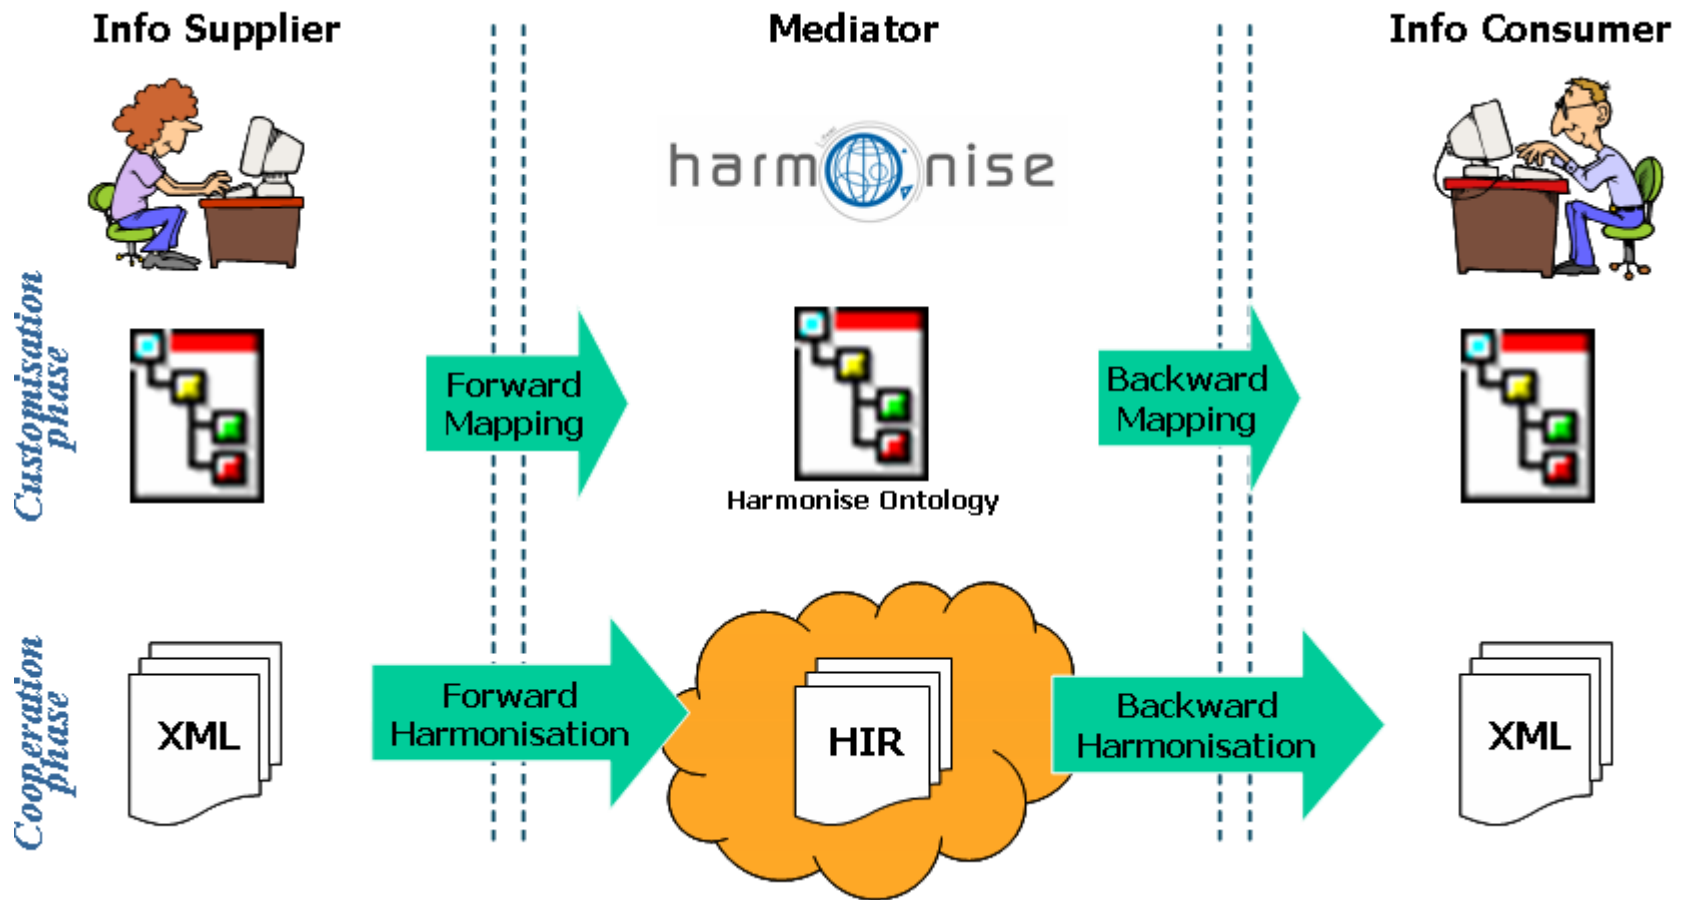 Info Supplier
Mediator
Info Consumer
harmonise
Customisation
phase
Forward
Mapping
Backward
Mapping
Harmonise Ontology
Cooperation
phase
XML
Forward
Harmonisation
HIR
Backward
Harmonisation
XML